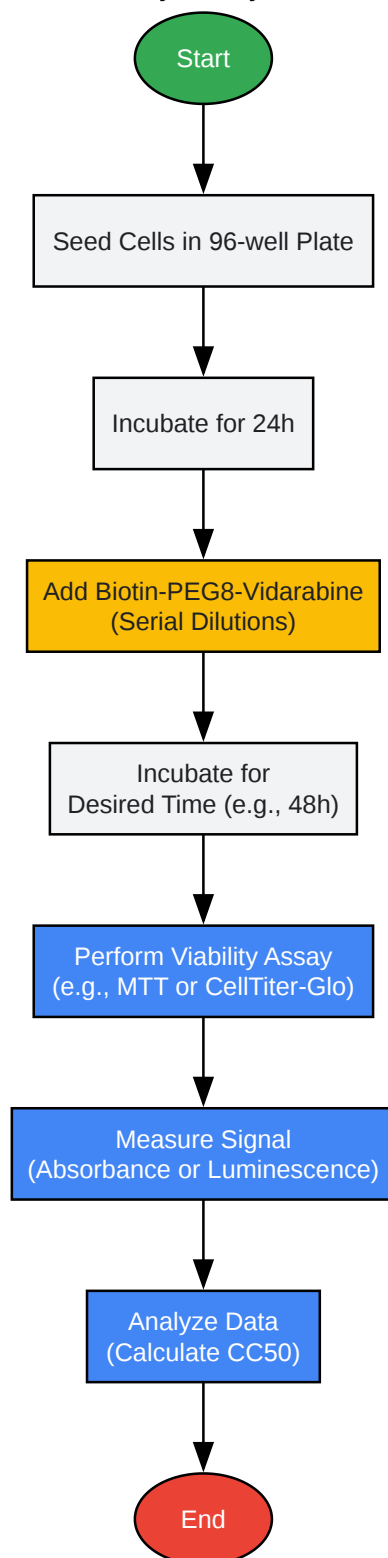 Start
Seed Cells in 96-well Plate
Incubate for 24h
Add Biotin-PEG8-Vidarabine
(Serial Dilutions)
Incubate for
Desired Time (e.g., 48h)
Perform Viability Assay
(e.g., MTT or CellTiter-Glo)
Measure Signal
(Absorbance or Luminescence)
Analyze Data
(Calculate CC50)
End